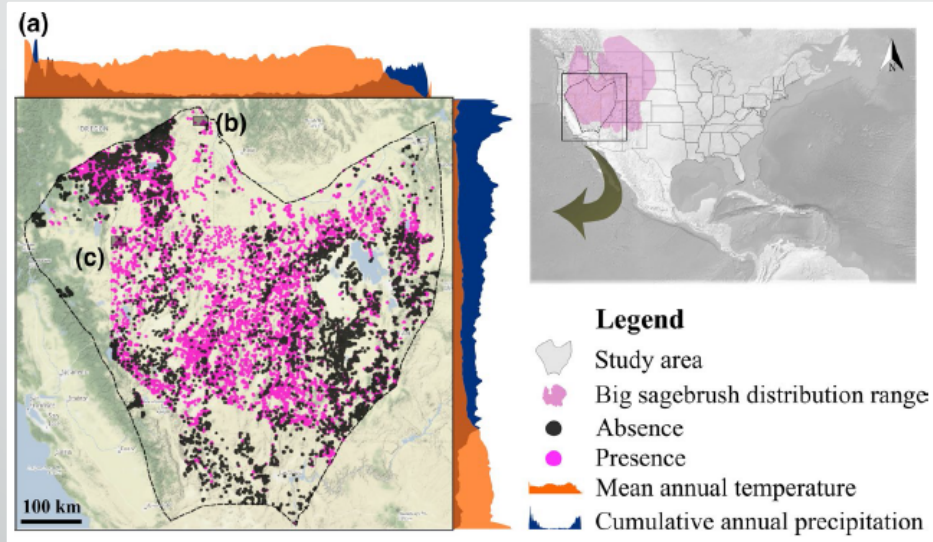 (a)
(b)
(c)
100 km
N
Legend
Study area
Big sagebrush distribution range
Absence
Presence
Mean annual temperature
Cumulative annual precipitation